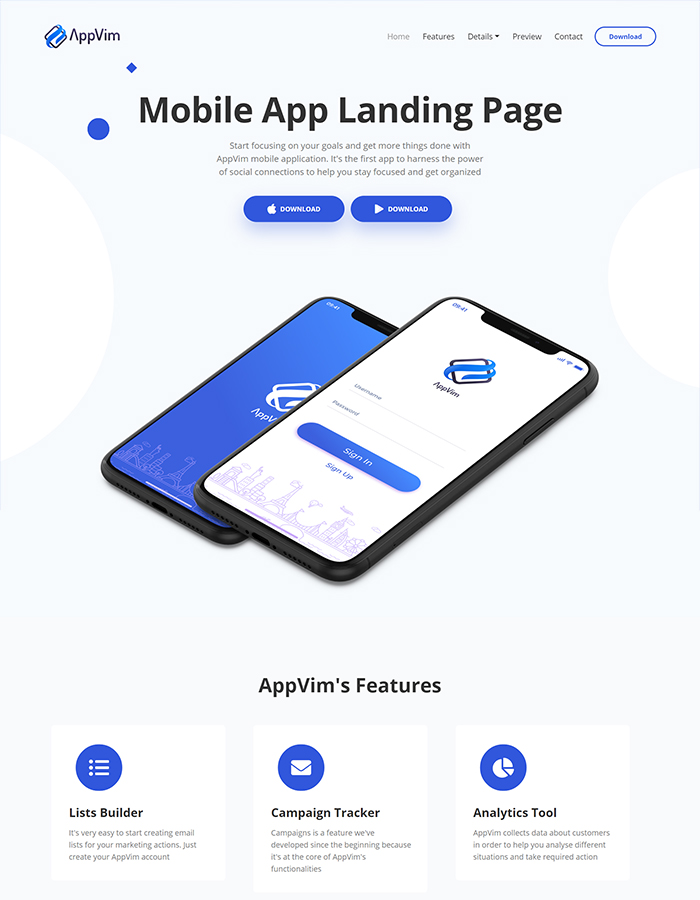 AppVim
Home Features Details Preview Contact Download
Mobile App Landing Page
Start focusing on your goals and get more things done with
AppVim mobile application. It's the first app to harness the power
of social connections to help you stay focused and get organized
DOWNLOAD DOWNLOAD
09:41
09:41
AppVim
AppVim
Username
Password
Sign In
Sign Up
AppVim's Features
Lists Builder
It's very easy to start creating email
lists for your marketing actions. Just
create your AppVim account
Campaign Tracker
Campaigns is a feature we've
developed since the beginning because
it's at the core of AppVim's
functionalities
Analytics Tool
AppVim collects data about customers
in order to help you analyse different
situations and take required action